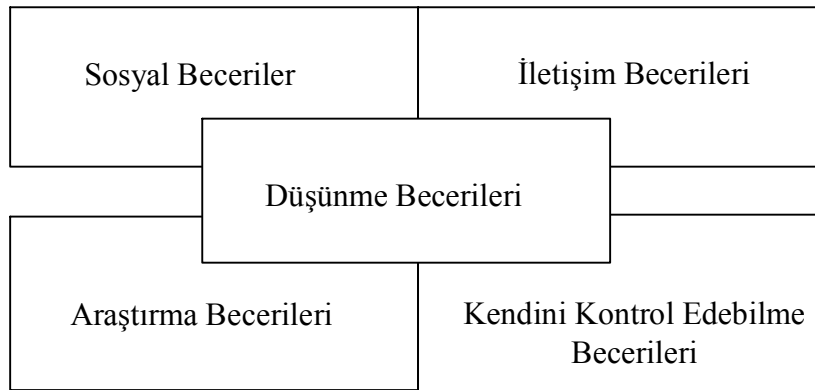 Sosyal Beceriler
İletişim Becerileri
Düşünme Becerileri
Araştırma Becerileri
Kendini Kontrol Edebilme
Becerileri